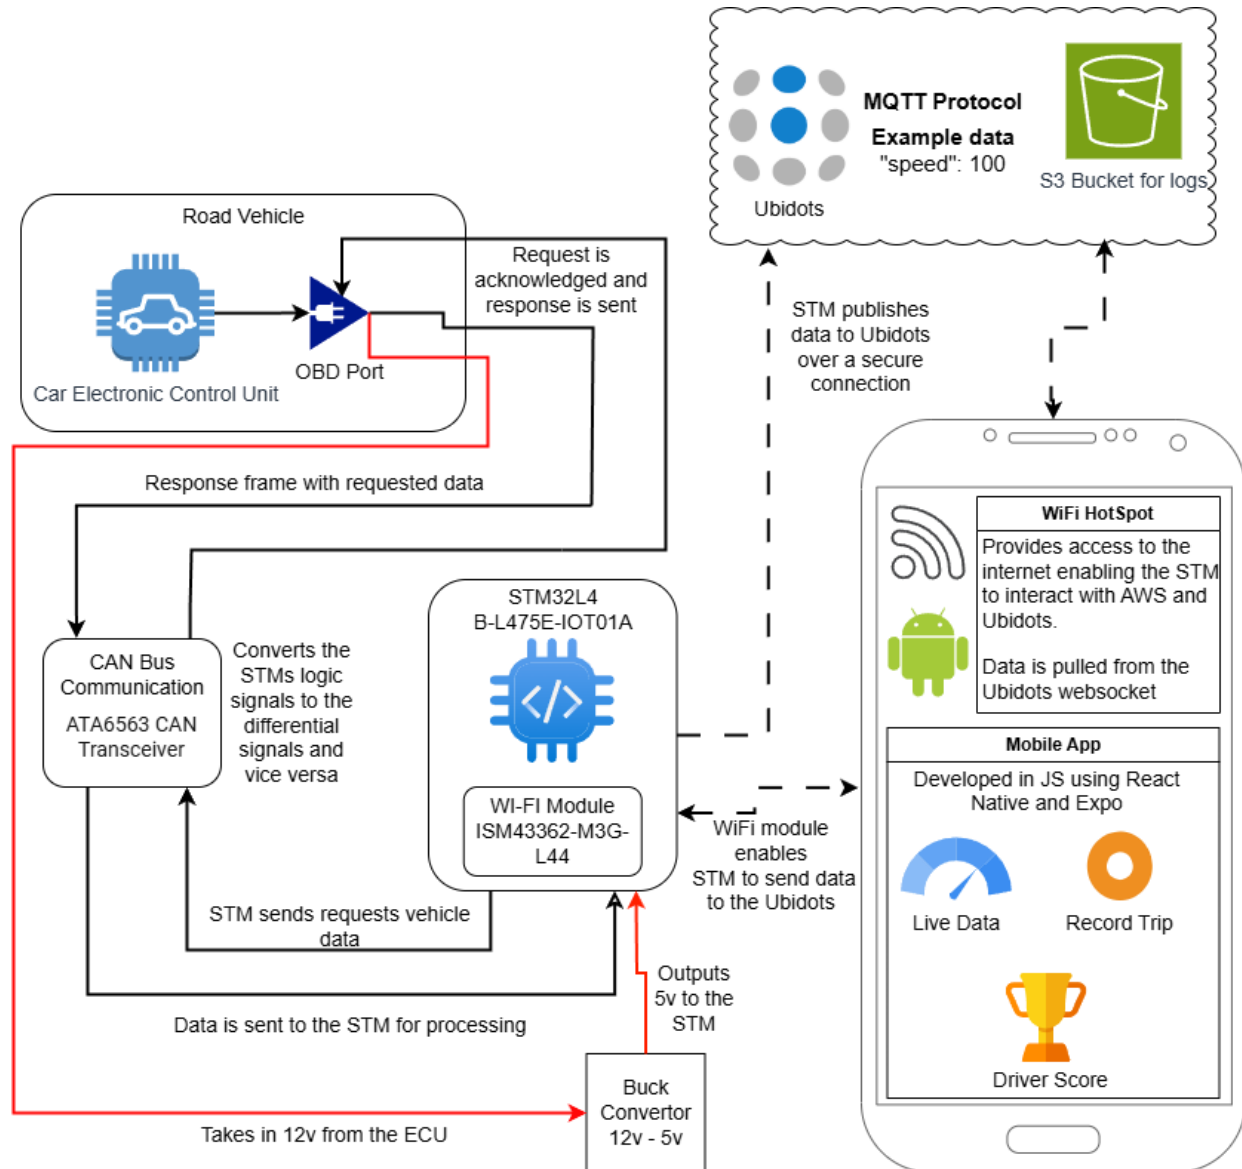 MQTT Protocol
Example data
"speed": 100
Ubidots
S3 Bucket for logs
Road Vehicle
Car Electronic Control Unit
OBD Port
Request is
acknowledged and
response is sent
STM publishes
data to Ubidots
over a secure
connection
Response frame with requested data
CAN Bus
Communication
ATA6563 CAN
Transceiver
Converts the
STMs logic
signals to the
differential
signals and
vice versa
STM32L4
B-L475E-IOT01A
WI-FI Module
ISM43362-M3G-
L44
STM sends requests vehicle
data
Data is sent to the STM for processing
WiFi module
enables
STM to send data
to the Ubidots
Outputs
5v to the
STM
Buck
Convertor
12v - 5v
Takes in 12v from the ECU
WiFi HotSpot
Provides access to the
internet enabling the STM
to interact with AWS and
Ubidots.
Data is pulled from the
Ubidots websocket
Mobile App
Developed in JS using React
Native and Expo
Live Data
Record Trip
Driver Score